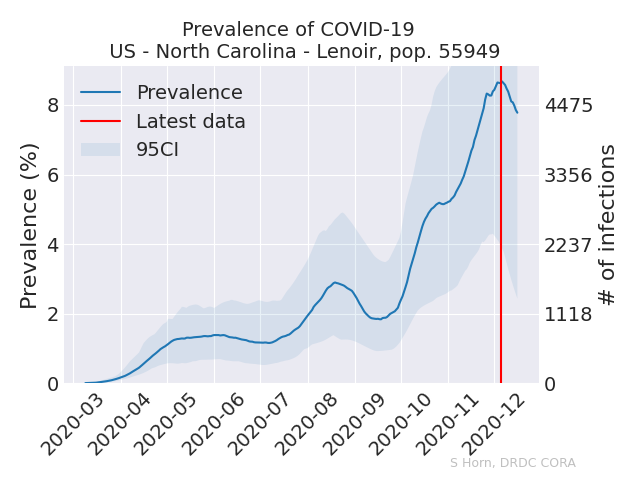 Prevalence of COVID-19
US - North Carolina - Lenoir, pop. 55949
Prevalence
Latest data
95CI
Prevalence (%)
8
6
4
2
0
4475
3356
2237
1118
0
# of infections
2020-03
2020-04
2020-05
2020-06
2020-07
2020-08
2020-09
2020-10
2020-11
2020-12
S Horn, DRDC CORA